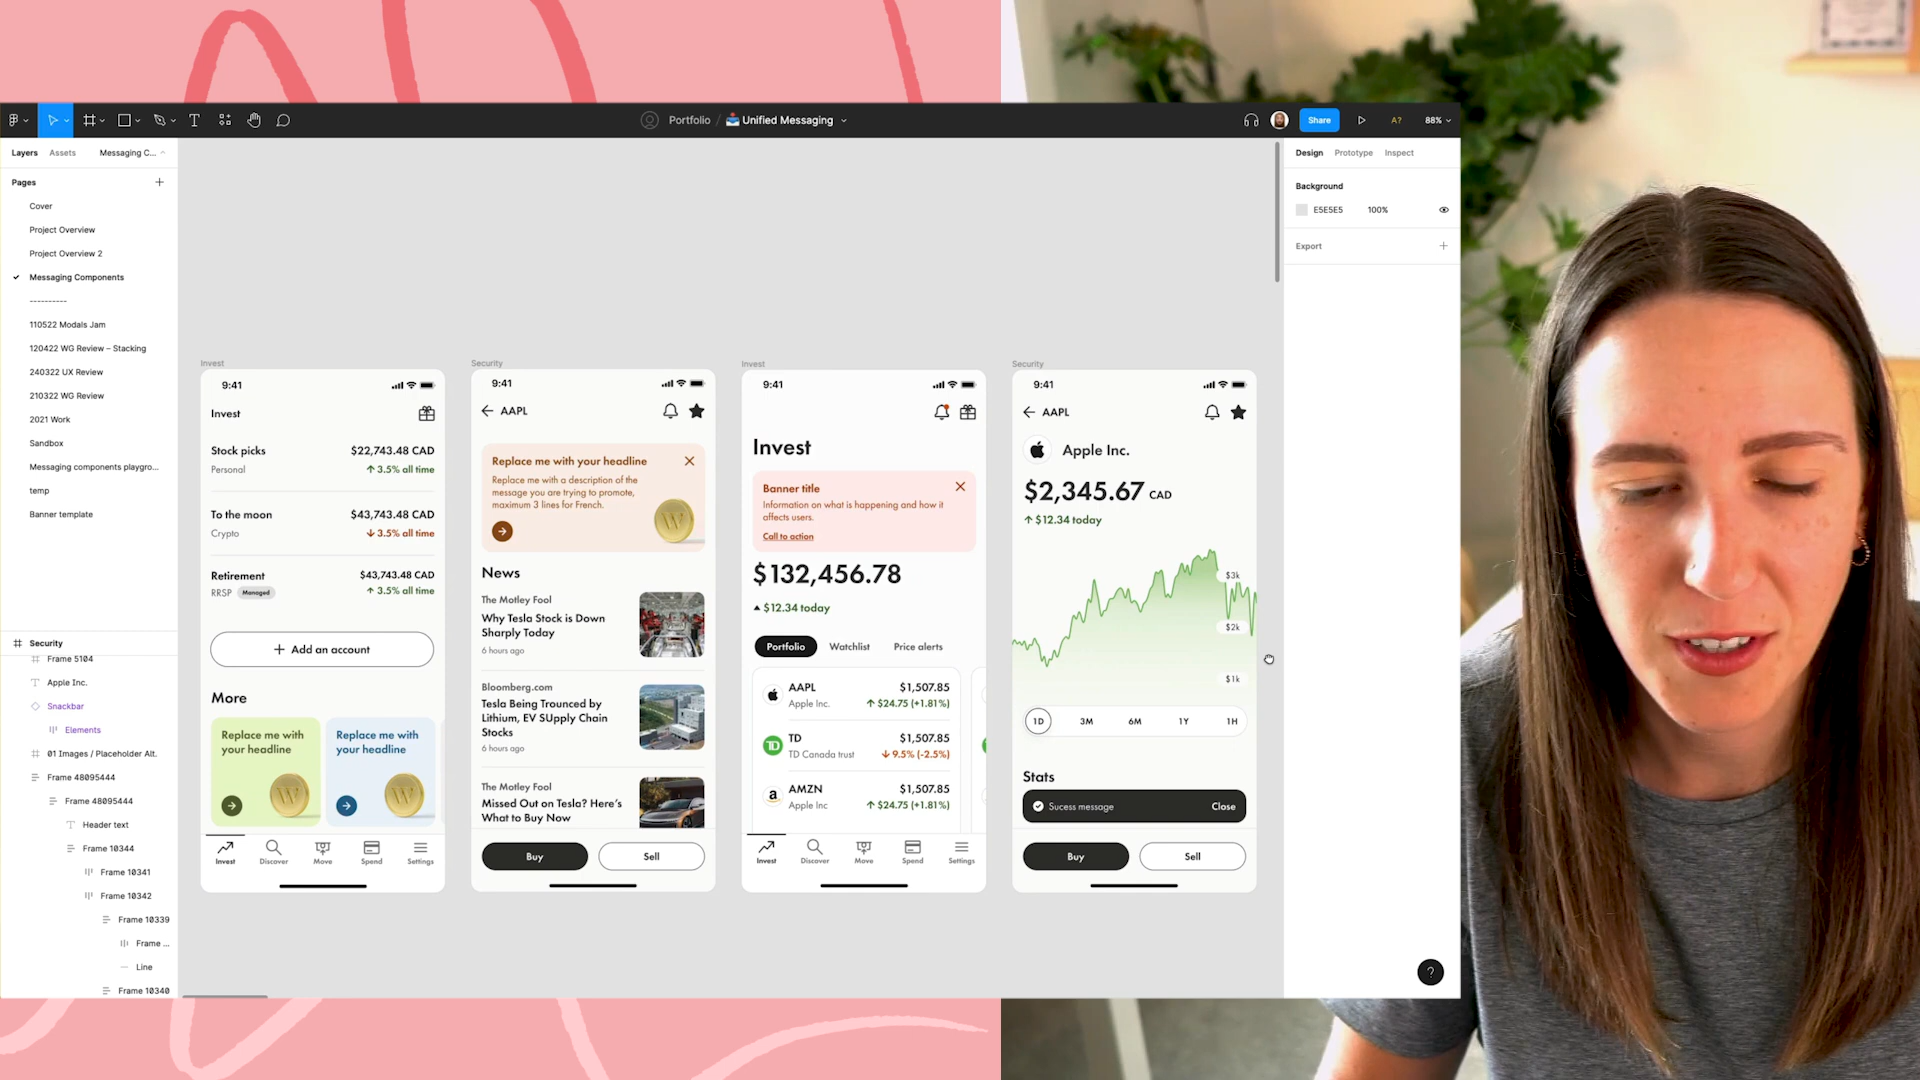 Portfolio / Unified Messaging
Share
A?
88%
Layers Assets Messaging C...
Pages
Cover
Project Overview
Project Overview 2
Messaging Components
----------
110522 Modals Jam
120422 WG Review – Stacking
240322 UX Review
210322 WG Review
2021 Work
Sandbox
Messaging components playgro...
temp
Banner template
Security
Frame 5104
Apple Inc.
Snackbar
Elements
01 Images / Placeholder Alt.
Frame 48095444
Frame 48095444
Header text
Frame 10344
Frame 10341
Frame 10342
Frame 10339
Frame ...
Line
Frame 10340
Invest
9:41
Invest
Stock picks $22,743.48 CAD
Personal 3.5% all time
To the moon $43,743.48 CAD
Crypto 3.5% all time
Retirement $43,743.48 CAD
RRSP Managed 3.5% all time
+ Add an account
More
Replace me with
your headline
Replace me with
your headline
W
W
Invest Discover Move Spend Settings
Security
9:41
AAPL
Replace me with your headline
Replace me with a description of the
message you are trying to promote,
maximum 3 lines for French.
W
News
The Motley Fool
Why Tesla Stock is Down
Sharply Today
6 hours ago
Bloomberg.com
Tesla Being Trounced by
Lithium, EV SUpply Chain
Stocks
6 hours ago
The Motley Fool
Missed Out on Tesla? Here's
What to Buy Now
Buy Sell
Invest
9:41
Invest
Banner title
Information on what is happening and how it
affects users.
Call to action
$132,456.78
$12.34 today
Portfolio Watchlist Price alerts
AAPL $1,507.85
Apple Inc. $24.75 (+1.81%)
TD
TD $1,507.85
TD Canada trust 9.5% (-2.5%)
a
AMZN $1,507.85
Apple Inc $24.75 (+1.81%)
Invest Discover Move Spend Settings
Security
9:41
AAPL
Apple Inc.
$2,345.67 CAD
$12.34 today
$3k
$2k
$1k
1D 3M 6M 1Y 1H
Stats
Sucess message Close
Buy Sell
Design Prototype Inspect
Background
E5E5E5 100%
Export
?